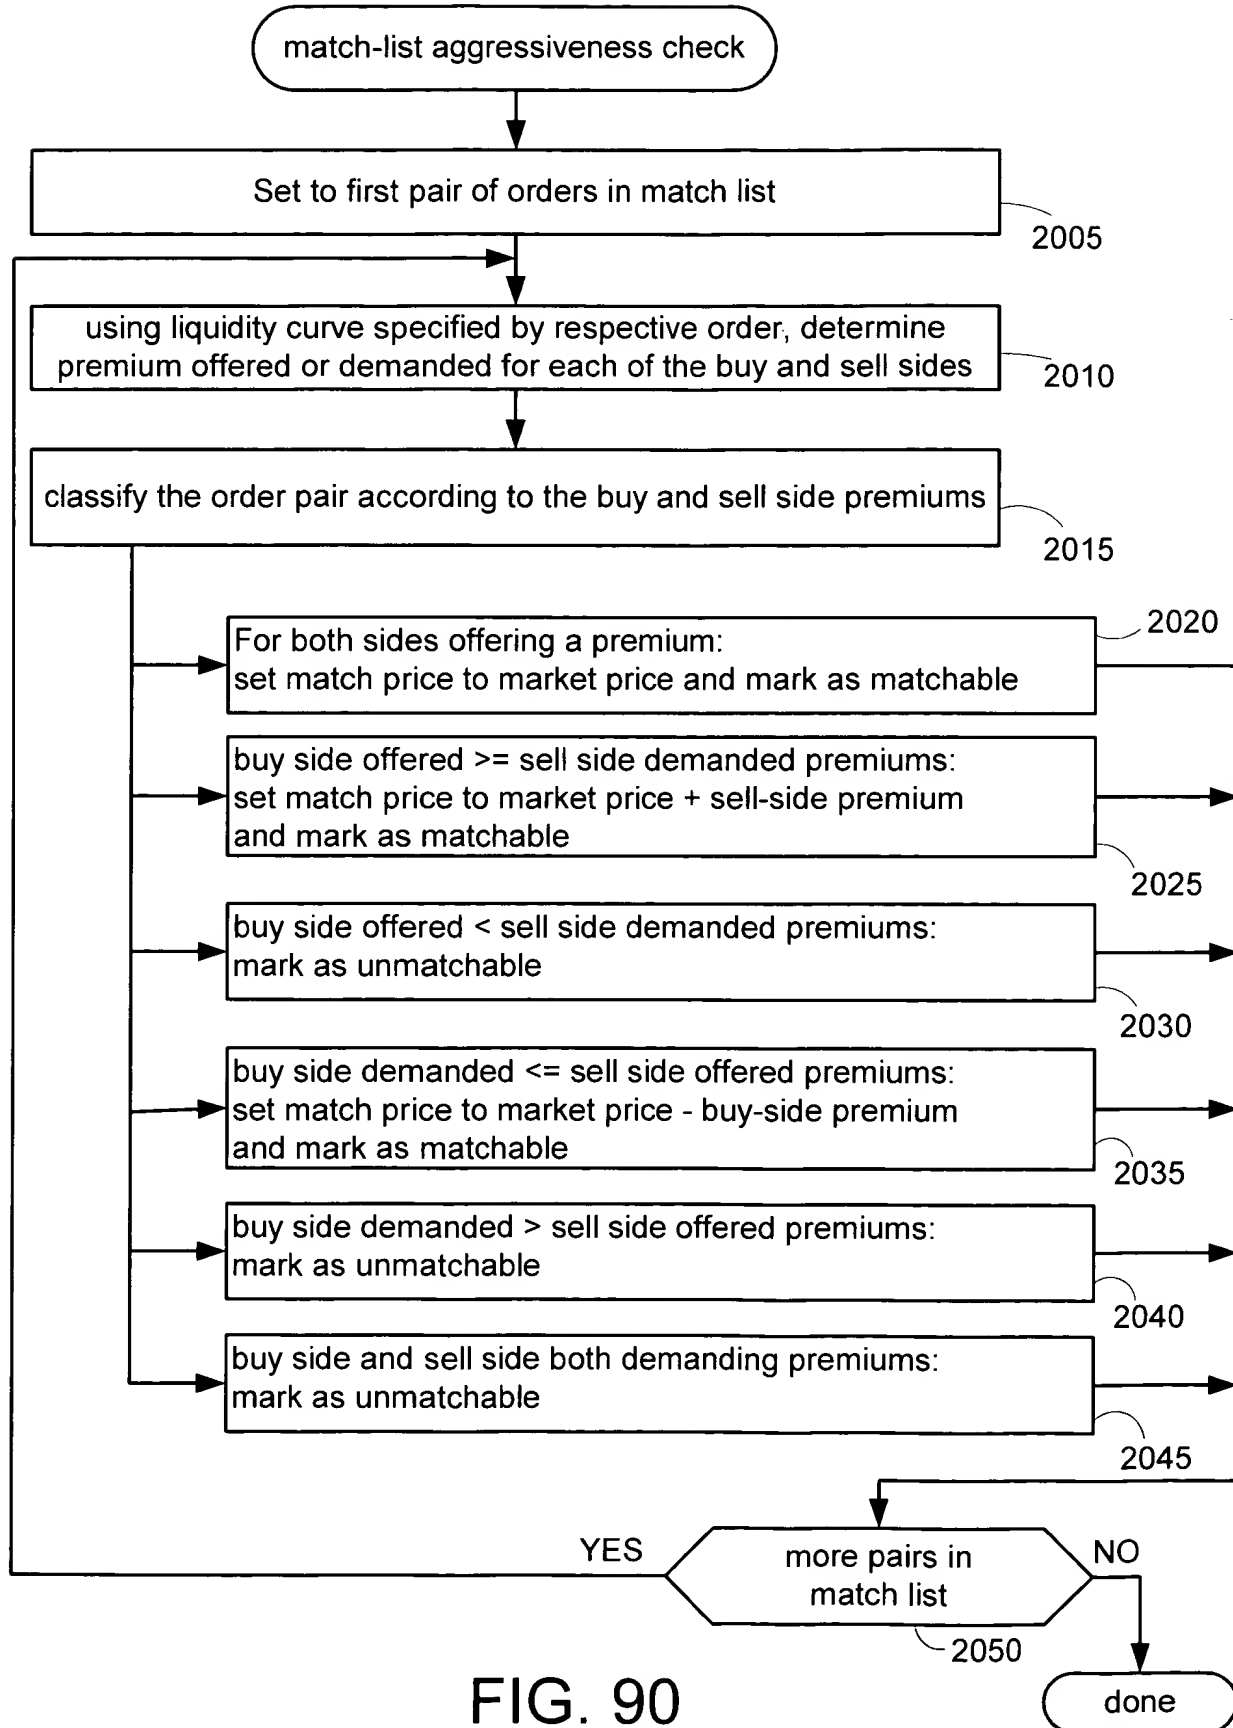 match-list aggressiveness check
Set to first pair of orders in match list
2005
using liquidity curve specified by respective order, determine
premium offered or demanded for each of the buy and sell sides
2010
classify the order pair according to the buy and sell side premiums
2015
2020
For both sides offering a premium:
set match price to market price and mark as matchable
buy side offered >= sell side demanded premiums:
set match price to market price + sell-side premium
and mark as matchable
2025
buy side offered < sell side demanded premiums:
mark as unmatchable
2030
buy side demanded <= sell side offered premiums:
set match price to market price - buy-side premium
and mark as matchable
2035
buy side demanded > sell side offered premiums:
mark as unmatchable
2040
buy side and sell side both demanding premiums:
mark as unmatchable
2045
YES
more pairs in
match list
NO
2050
done
FIG. 90